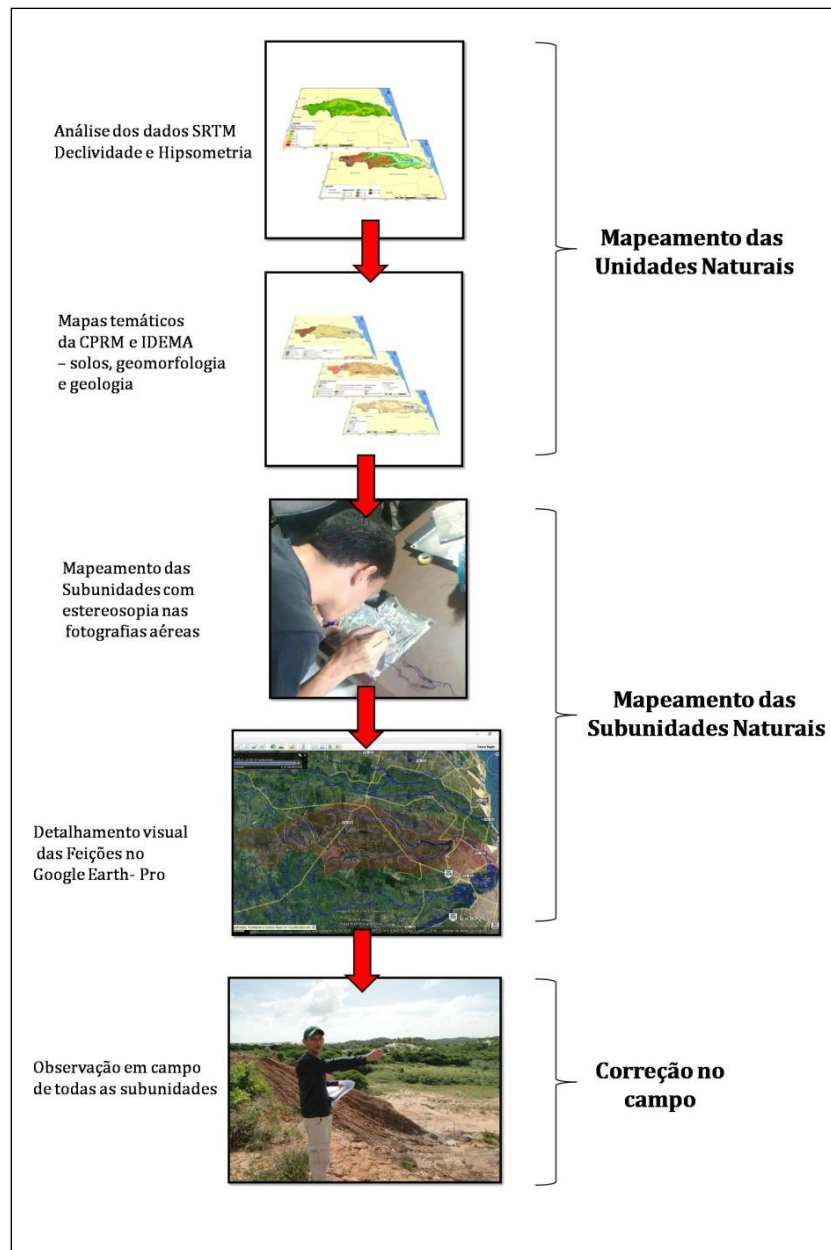 Análise dos dados SRTM
Declividade e Hipsometria
Mapeamento das
Unidades Naturais
Mapas temáticos
da CPRM e IDEMA
– solos, geomorfologia
e geologia
Mapeamento das
Subunidades com
estereosopia nas
fotografias aéreas
Mapeamento das
Subunidades Naturais
Detalhamento visual
das Feições no
Google Earth- Pro
Google
Observação em campo
de todas as subunidades
Correção no
campo